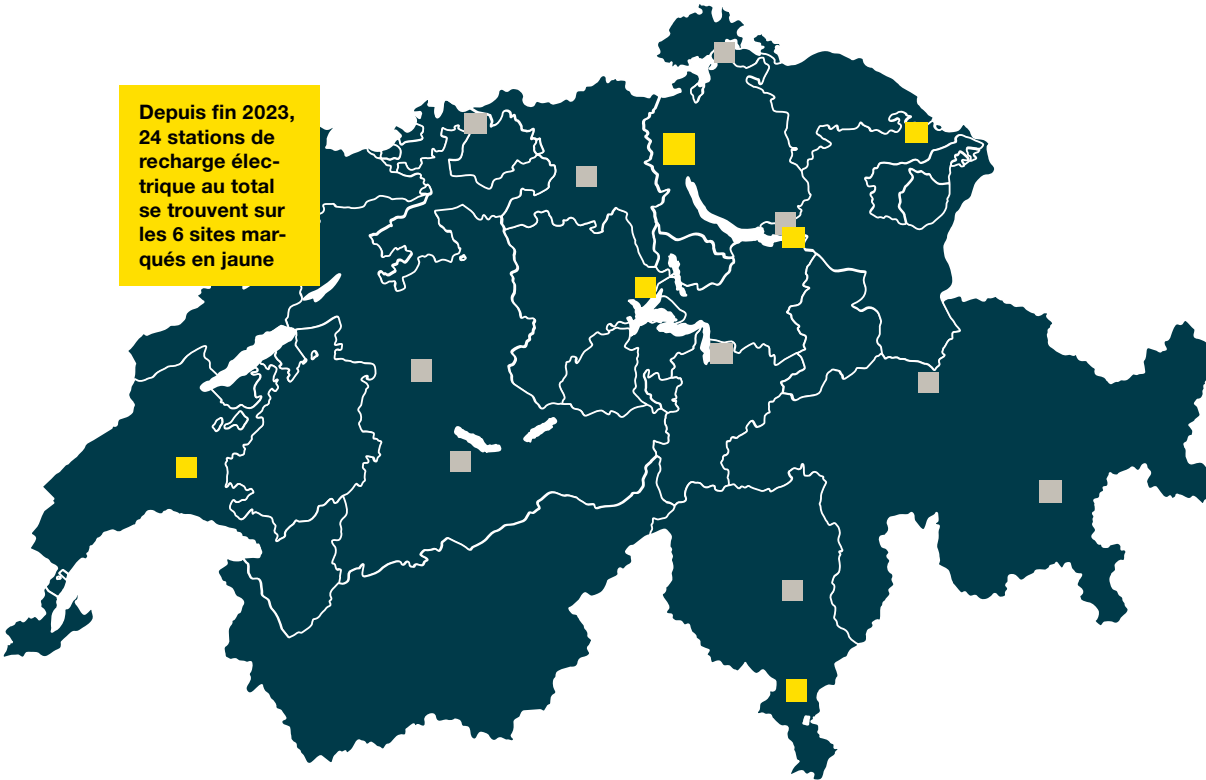 Depuis fin 2023,
24 stations de
recharge élec-
trique au total
se trouvent sur
les 6 sites mar-
qués en jaune